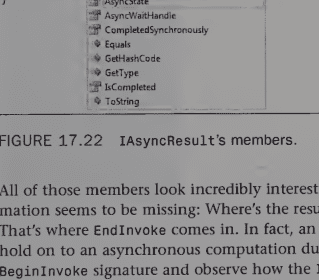 AsyncState
AsyncWaitHandle
CompletedSynchronously
Equals
GetHashCode
GetType
IsCompleted
ToString
FIGURE 17.22 IAsyncResult's members.
All of those members look incredibly interest
mation seems to be missing: Where's the resu
That's where EndInvoke comes in. In fact, an
hold on to an asynchronous computation du
BeginInvoke signature and observe how the